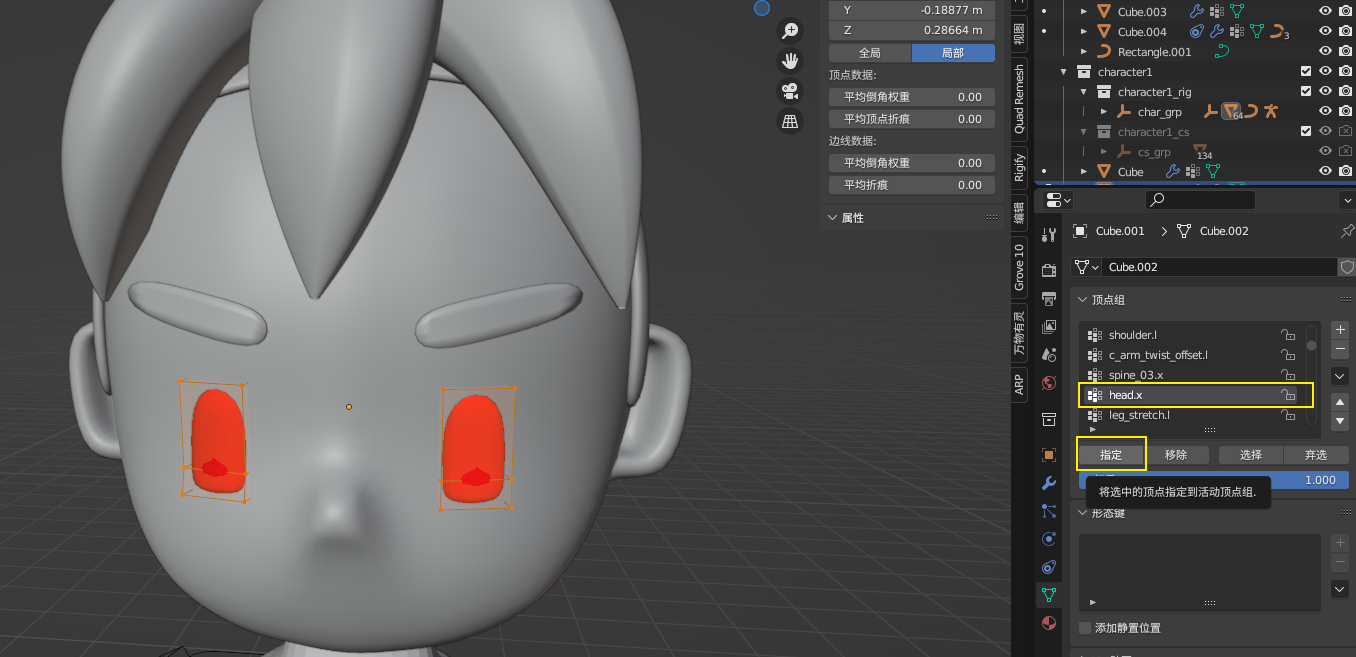 Y -0.18877 m
Z 0.28664 m
全局 局部
顶点数据:
平均倒角权重 0.00
平均顶点折痕 0.00
边线数据:
平均倒角权重 0.00
平均折痕 0.00
属性
视图
Quad Remesh
Rigify
编辑
Grove 10
万物有灵
ARP
Cube.003
Cube.004 3
Rectangle.001
character1
character1_rig
char_grp 64
character1_cs
cs_grp 134
Cube
Cube.001 Cube.002
Cube.002
顶点组
shoulder.l
c_arm_twist_offset.l
spine_03.x
head.x
leg_stretch.l
指定 移除 选择 弃选
1.000
将选中的顶点指定到活动顶点组.
形态键
添加静置位置